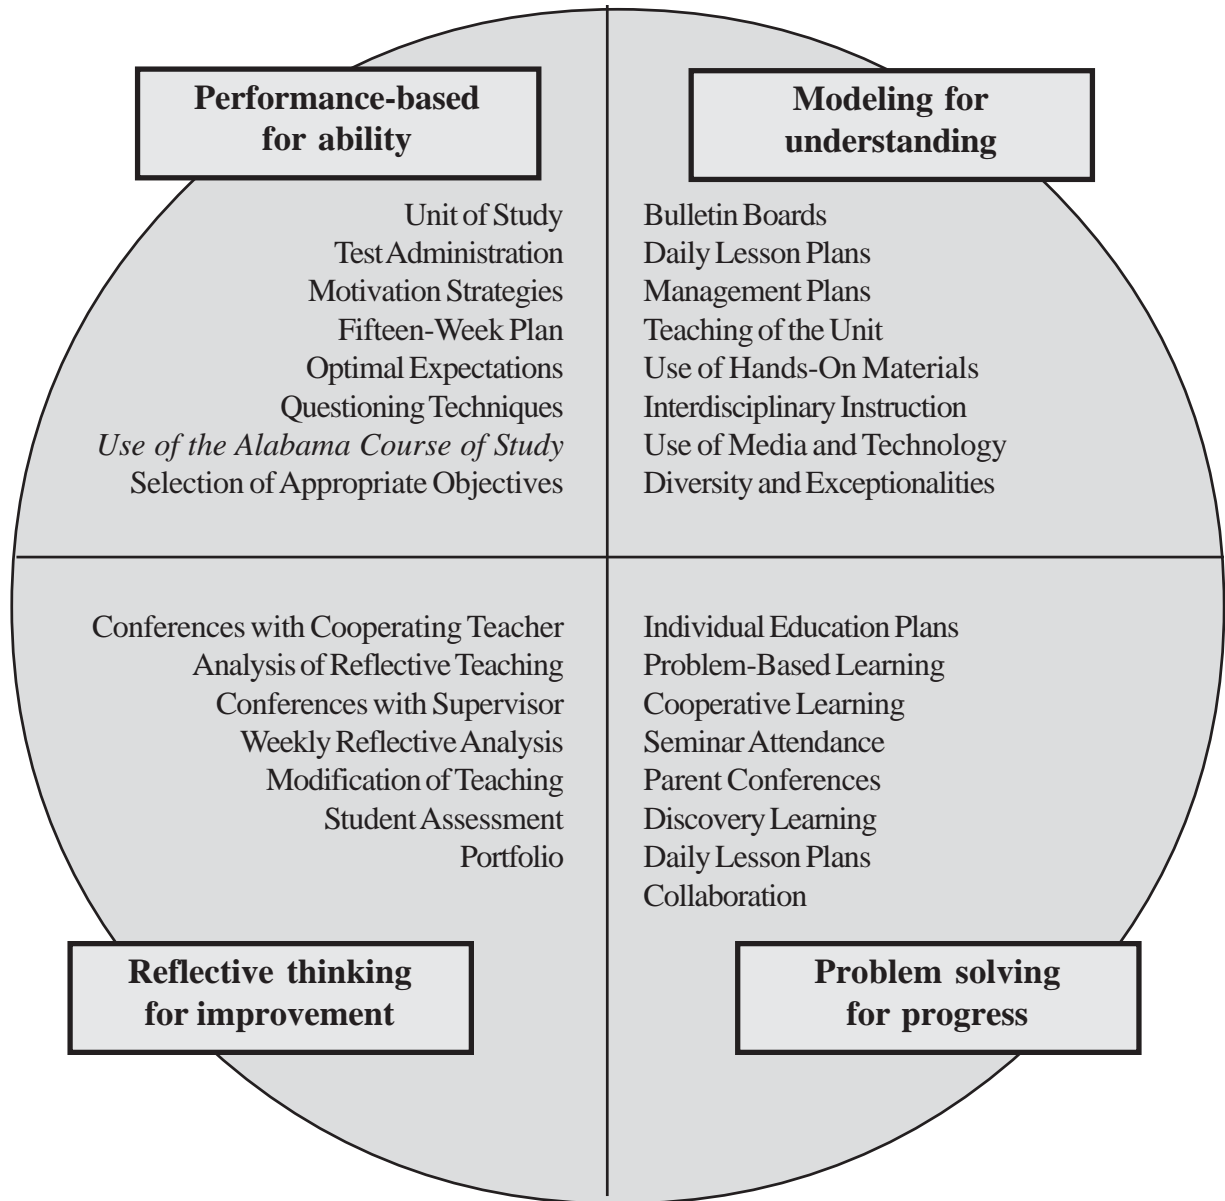 Performance-based
for ability
Unit of Study
Test Administration
Motivation Strategies
Fifteen-Week Plan
Optimal Expectations
Questioning Techniques
Use of the Alabama Course of Study
Selection of Appropriate Objectives
Modeling for
understanding
Bulletin Boards
Daily Lesson Plans
Management Plans
Teaching of the Unit
Use of Hands-On Materials
Interdisciplinary Instruction
Use of Media and Technology
Diversity and Exceptionalities
Conferences with Cooperating Teacher
Analysis of Reflective Teaching
Conferences with Supervisor
Weekly Reflective Analysis
Modification of Teaching
Student Assessment
Portfolio
Reflective thinking
for improvement
Individual Education Plans
Problem-Based Learning
Cooperative Learning
Seminar Attendance
Parent Conferences
Discovery Learning
Daily Lesson Plans
Collaboration
Problem solving
for progress